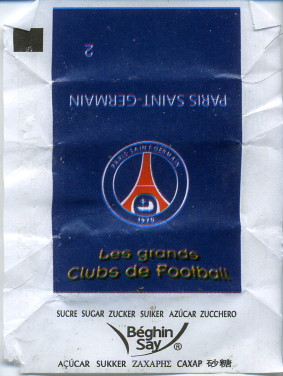 2
PARIS SAINT-GERMAIN
PARIS SAINT-GERMAIN
1970
Les grands
Clubs de Football
SUCRE SUGAR ZUCKER SUIKER AZÚCAR ZUCCHERO
Béghin
Say ®
AÇÚCAR SUKKER ΖΑΧΑΡΗΣ CAXAP 砂糖